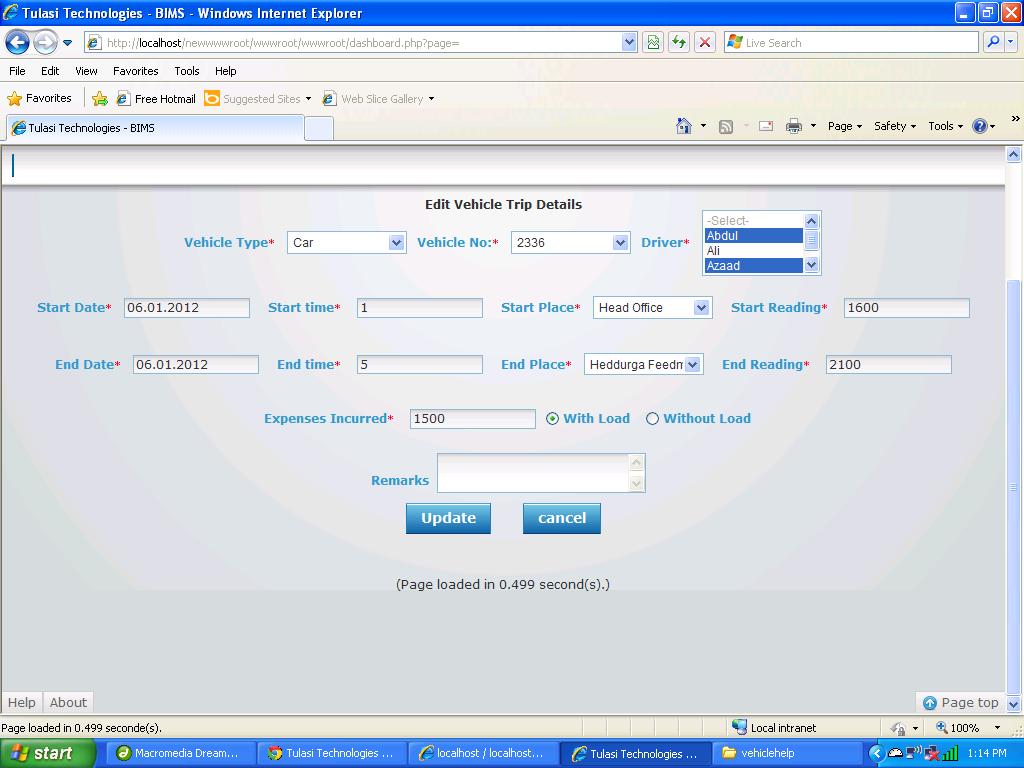 Tulasi Technologies - BIMS - Windows Internet Explorer
http://localhost/newwwwroot/wwwroot/wwwroot/dashboard.php?page=
Live Search
File Edit View Favorites Tools Help
Favorites Free Hotmail Suggested Sites Web Slice Gallery
Tulasi Technologies - BIMS Page Safety Tools »
Edit Vehicle Trip Details
Vehicle Type* Car Vehicle No:* 2336 Driver* -Select-
Abdul
Ali
Azaad
Start Date* 06.01.2012 Start time* 1 Start Place* Head Office Start Reading* 1600
End Date* 06.01.2012 End time* 5 End Place* Heddurga Feedm End Reading* 2100
Expenses Incurred* 1500 With Load Without Load
Remarks
Update cancel
(Page loaded in 0.499 second(s).)
Help About Page top
Page loaded in 0.499 seconde(s). Local intranet 100%
start Macromedia Dream... Tulasi Technologies ... localhost / localhost... Tulasi Technologies ... vehiclehelp 1:14 PM